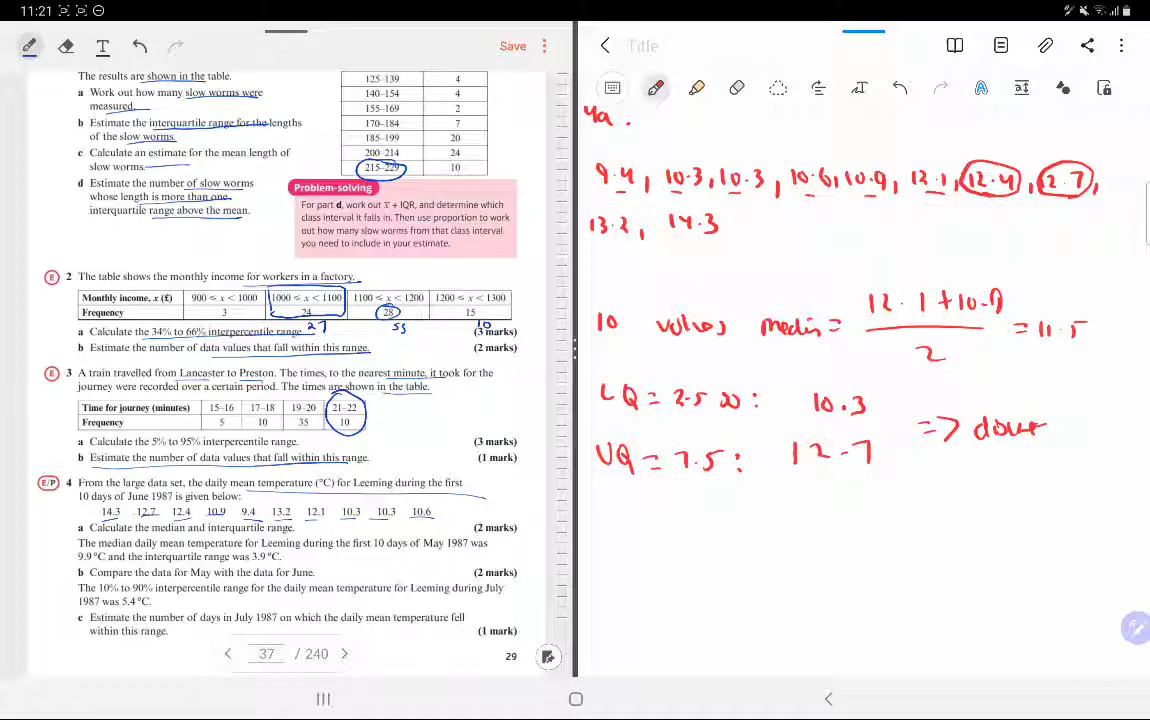 11:21
Save
Title
The results are shown in the table.
a Work out how many slow worms were
measured.
b Estimate the interquartile range for the lengths
of the slow worms.
c Calculate an estimate for the mean length of
slow worms.
d Estimate the number of slow worms
whose length is more than one
interquartile range above the mean.
125–139 4
140–154 4
155–169 2
170–184 7
185–199 20
200–214 24
215–229 10
Problem-solving
For part d, work out x̄ + IQR, and determine which
class interval it falls in. Then use proportion to work
out how many slow worms from that class interval
you need to include in your estimate.
E 2 The table shows the monthly income for workers in a factory.
Monthly income, x (£) 900 ≤ x < 1000 1000 ≤ x < 1100 1100 ≤ x < 1200 1200 ≤ x < 1300
Frequency 3 24 28 15
27 55
a Calculate the 34% to 66% interpercentile range. (3 marks)
b Estimate the number of data values that fall within this range. (2 marks)
E 3 A train travelled from Lancaster to Preston. The times, to the nearest minute, it took for the
journey were recorded over a certain period. The times are shown in the table.
Time for journey (minutes) 15–16 17–18 19–20 21–22
Frequency 5 10 35 10
a Calculate the 5% to 95% interpercentile range. (3 marks)
b Estimate the number of data values that fall within this range. (1 mark)
E/P 4 From the large data set, the daily mean temperature (°C) for Leeming during the first
10 days of June 1987 is given below:
14.3 12.7 12.4 10.9 9.4 13.2 12.1 10.3 10.3 10.6
a Calculate the median and interquartile range. (2 marks)
The median daily mean temperature for Leeming during the first 10 days of May 1987 was
9.9 °C and the interquartile range was 3.9 °C.
b Compare the data for May with the data for June. (2 marks)
The 10% to 90% interpercentile range for the daily mean temperature for Leeming during July
1987 was 5.4 °C.
c Estimate the number of days in July 1987 on which the daily mean temperature fell
within this range. (1 mark)
37 / 240
29
4a.
9.4, 10.3, 10.3, 10.6, 10.9, 12.1, 12.4, 12.7,
13.2, 14.3
10 values median = 12.1 + 10.9 / 2 = 11.5
LQ = 2.5 so: 10.3
UQ = 7.5: 12.7
=>